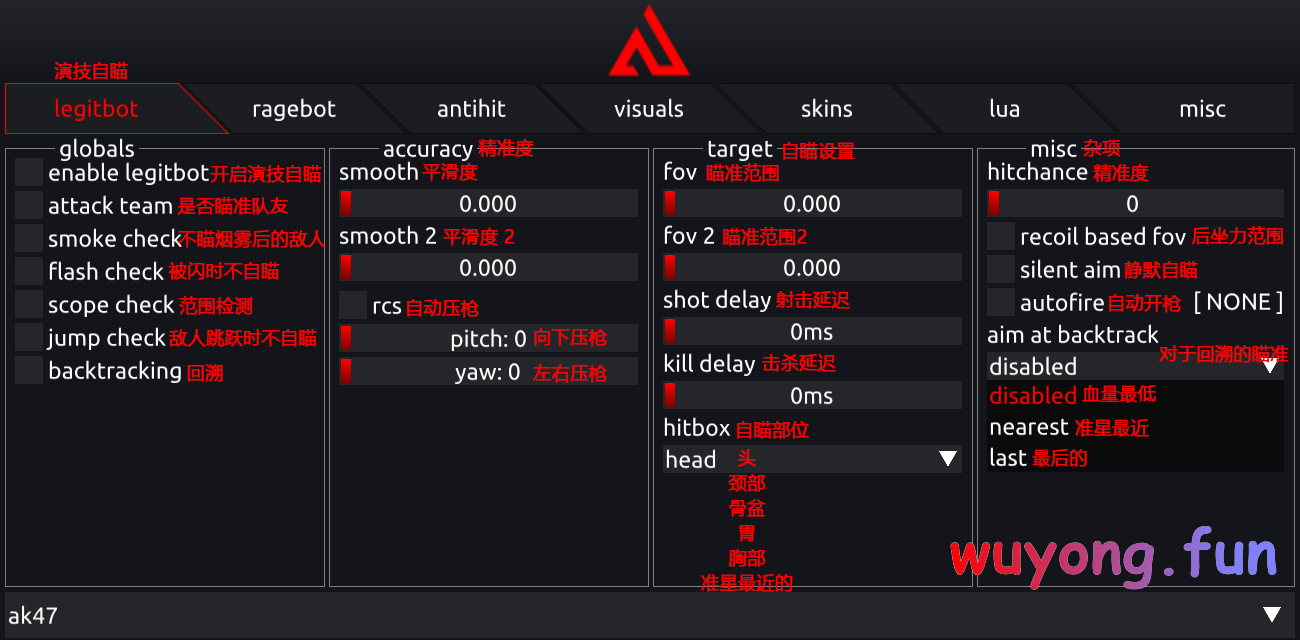 演技自瞄
legitbot
ragebot
antihit
visuals
skins
lua
misc
globals
enable legitbot 开启演技自瞄
attack team 是否瞄准队友
smoke check 不瞄烟雾后的敌人
flash check 被闪时不自瞄
scope check 范围检测
jump check 敌人跳跃时不自瞄
backtracking 回溯
accuracy 精准度
smooth 平滑度
0.000
smooth 2 平滑度 2
0.000
rcs 自动压枪
pitch: 0 向下压枪
yaw: 0 左右压枪
target 自瞄设置
fov 瞄准范围
0.000
fov 2 瞄准范围2
0.000
shot delay 射击延迟
0ms
kill delay 击杀延迟
0ms
hitbox 自瞄部位
head 头
颈部
骨盆
胃
胸部
准星最近的
misc 杂项
hitchance 精准度
0
recoil based fov 后坐力范围
silent aim 静默自瞄
autofire 自动开枪 [ NONE ]
aim at backtrack
对于回溯的瞄准
disabled
disabled 血量最低
nearest 准星最近
last 最后的
wuyong.fun
ak47